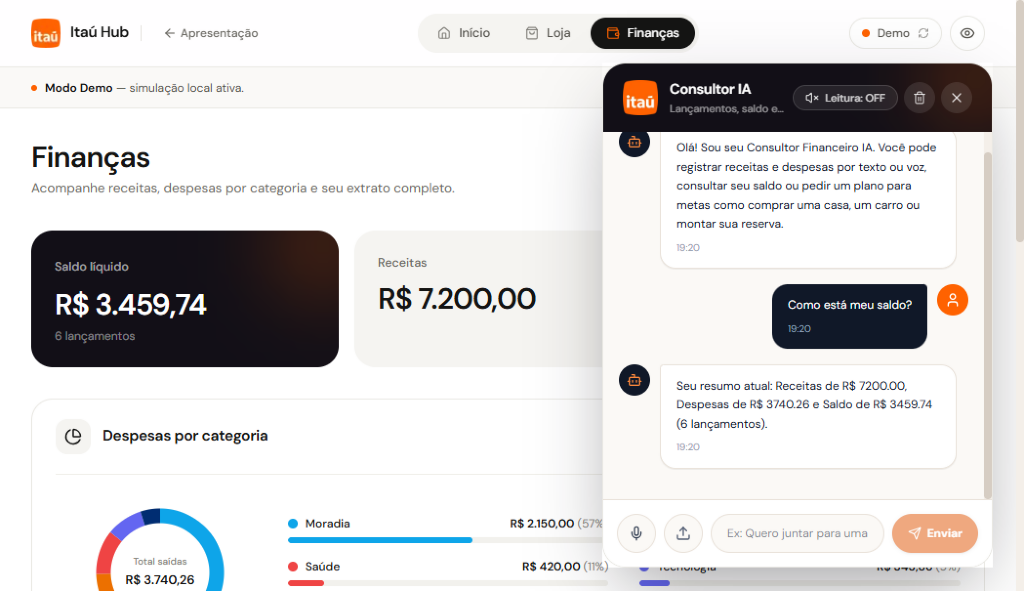 itaú Itaú Hub ← Apresentação Início Loja Finanças Demo
Modo Demo — simulação local ativa.
Finanças
Acompanhe receitas, despesas por categoria e seu extrato completo.
Saldo líquido
R$ 3.459,74
6 lançamentos
Receitas
R$ 7.200,00
Despesas por categoria
Total saídas
R$ 3.740,26
Moradia R$ 2.150,00 (57%
Saúde R$ 420,00 (11%)
itaú
Consultor IA
Lançamentos, saldo e...
Leitura: OFF
Olá! Sou seu Consultor Financeiro IA. Você pode
registrar receitas e despesas por texto ou voz,
consultar seu saldo ou pedir um plano para
metas como comprar uma casa, um carro ou
montar sua reserva.
19:20
Como está meu saldo?
19:20
Seu resumo atual: Receitas de R$ 7200.00,
Despesas de R$ 3740.26 e Saldo de R$ 3459.74
(6 lançamentos).
19:20
Ex: Quero juntar para uma
Enviar